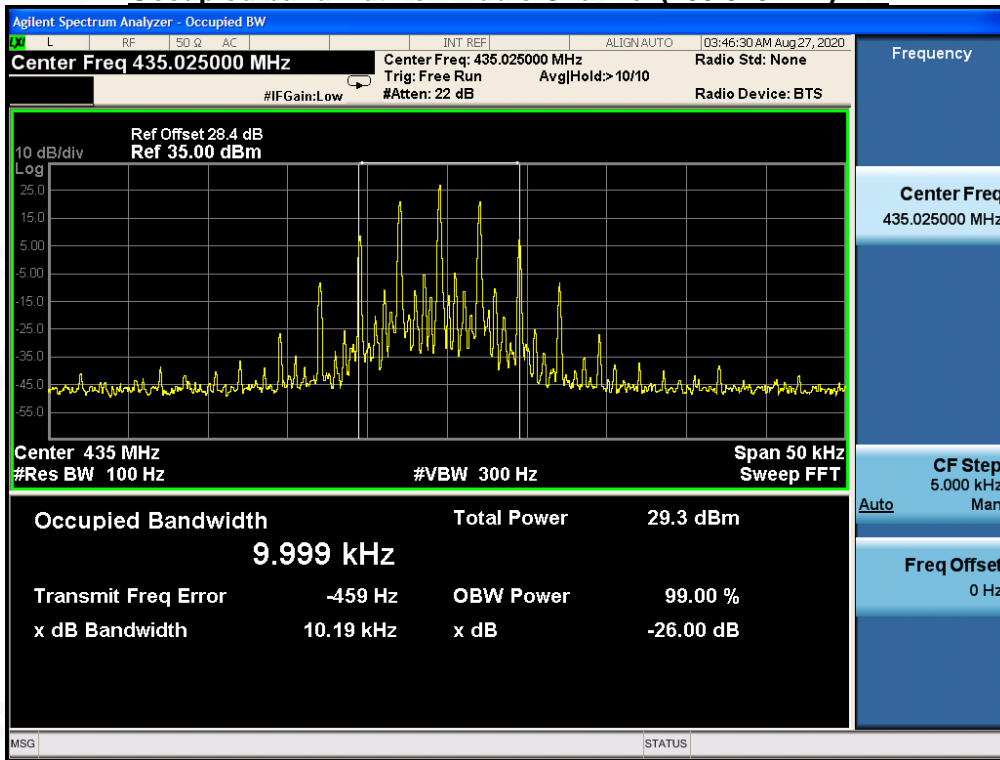 Agilent Spectrum Analyzer - Occupied BW
LXI L RF 50 Ω AC INT REF ALIGN AUTO 03:46:30 AM Aug 27, 2020
Center Freq 435.025000 MHz
Center Freq: 435.025000 MHz
Radio Std: None
Trig: Free Run Avg|Hold:> 10/10
#IFGain:Low #Atten: 22 dB
Radio Device: BTS
Ref Offset 28.4 dB
10 dB/div Ref 35.00 dBm
Log
25.0
15.0
5.00
-5.00
-15.0
-25.0
-35.0
-45.0
-55.0
Center 435 MHz Span 50 kHz
#Res BW 100 Hz #VBW 300 Hz Sweep FFT
Occupied Bandwidth Total Power 29.3 dBm
9.999 kHz
Transmit Freq Error -459 Hz OBW Power 99.00 %
x dB Bandwidth 10.19 kHz x dB -26.00 dB
MSG STATUS
Frequency
Center Freq
435.025000 MHz
CF Step
5.000 kHz
Auto Man
Freq Offset
0 Hz